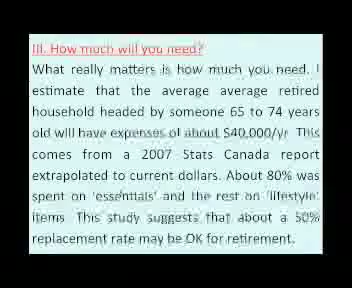 III. How much will you need?
What really matters is how much you need. I
estimate that the average average retired
household headed by someone 65 to 74 years
old will have expenses of about $40,000/yr. This
comes from a 2007 Stats Canada report
extrapolated to current dollars. About 80% was
spent on 'essentials' and the rest on 'lifestyle'
items. This study suggests that about a 50%
replacement rate may be OK for retirement.